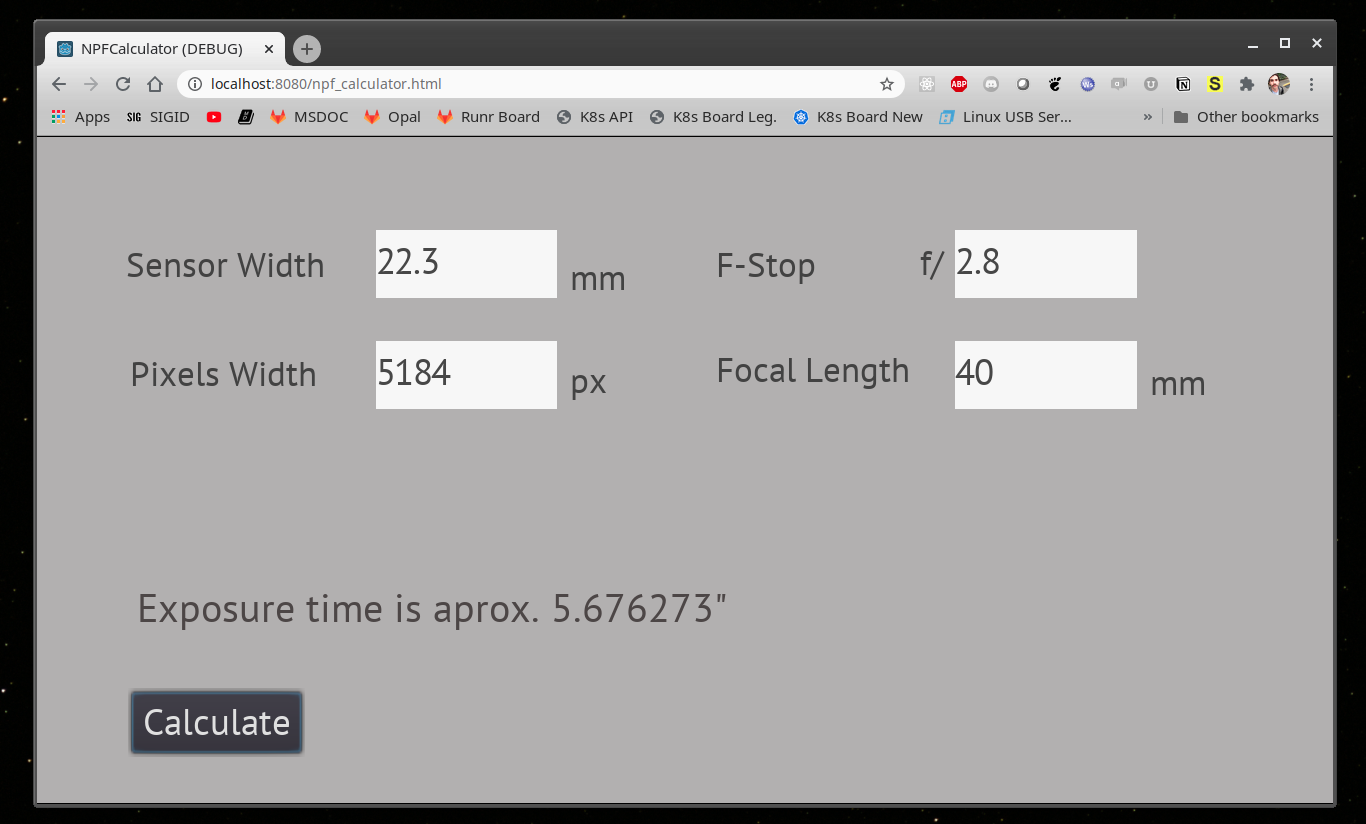 NPFCalculator (DEBUG)
localhost:8080/npf_calculator.html
ABP Ws N S
Apps SIG SIGID MSDOC Opal Runr Board K8s API K8s Board Leg. K8s Board New Linux USB Ser... » Other bookmarks
Sensor Width 22.3 mm F-Stop f/ 2.8
Pixels Width 5184 px Focal Length 40 mm
Exposure time is aprox. 5.676273"
Calculate